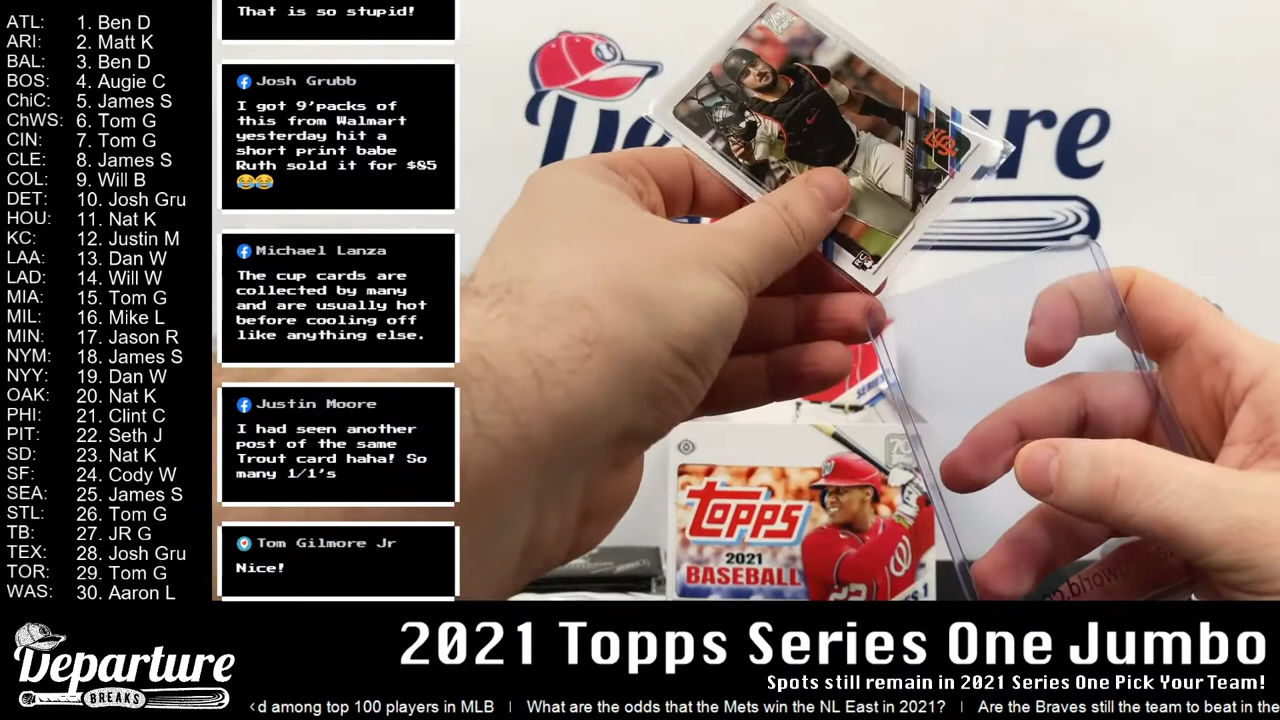 ATL: 1. Ben D
ARI: 2. Matt K
BAL: 3. Ben D
BOS: 4. Augie C
ChiC: 5. James S
ChWS: 6. Tom G
CIN: 7. Tom G
CLE: 8. James S
COL: 9. Will B
DET: 10. Josh Gru
HOU: 11. Nat K
KC: 12. Justin M
LAA: 13. Dan W
LAD: 14. Will W
MIA: 15. Tom G
MIL: 16. Mike L
MIN: 17. Jason R
NYM: 18. James S
NYY: 19. Dan W
OAK: 20. Nat K
PHI: 21. Clint C
PIT: 22. Seth J
SD: 23. Nat K
SF: 24. Cody W
SEA: 25. James S
STL: 26. Tom G
TB: 27. JR G
TEX: 28. Josh Gru
TOR: 29. Tom G
WAS: 30. Aaron L
That is so stupid!
Josh Grubb
I got 9'packs of
this from Walmart
yesterday hit a
short print babe
Ruth sold it for $85
😂😂
Michael Lanza
The cup cards are
collected by many
and are usually hot
before cooling off
like anything else.
Justin Moore
I had seen another
post of the same
Trout card haha! So
many 1/1's
Tom Gilmore Jr
Nice!
RC
70
topps
2021
BASEBALL
Departure
BREAKS
2021 Topps Series One Jumbo
Spots still remain in 2021 Series One Pick Your Team!
d among top 100 players in MLB | What are the odds that the Mets win the NL East in 2021? | Are the Braves still the team to beat in the